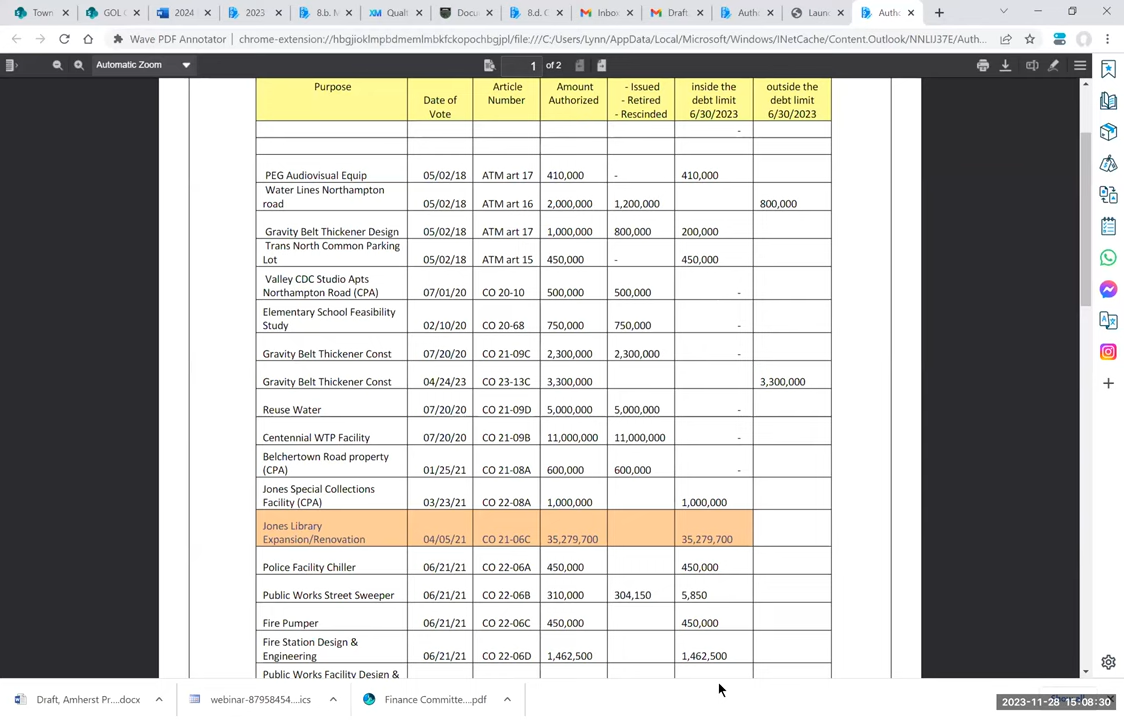 Town
GOL C
2024
2023
8.b. M
Qualt
Docu
8.d. C
Inbox
Draft,
Autho
Launc
Autho
Wave PDF Annotator | chrome-extension://hbgjioklmpbdmemlmbkfckopochbgjpl/file:///C:/Users/Lynn/AppData/Local/Microsoft/Windows/INetCache/Content.Outlook/NNLIJ37E/Auth...
Automatic Zoom 1 of 2
Purpose Date of Vote Article Number Amount Authorized - Issued - Retired - Rescinded inside the debt limit 6/30/2023 outside the debt limit 6/30/2023
-
PEG Audiovisual Equip 05/02/18 ATM art 17 410,000 - 410,000
Water Lines Northampton
road 05/02/18 ATM art 16 2,000,000 1,200,000 800,000
Gravity Belt Thickener Design 05/02/18 ATM art 17 1,000,000 800,000 200,000
Trans North Common Parking
Lot 05/02/18 ATM art 15 450,000 - 450,000
Valley CDC Studio Apts
Northampton Road (CPA) 07/01/20 CO 20-10 500,000 500,000 -
Elementary School Feasibility
Study 02/10/20 CO 20-68 750,000 750,000 -
Gravity Belt Thickener Const 07/20/20 CO 21-09C 2,300,000 2,300,000 -
Gravity Belt Thickener Const 04/24/23 CO 23-13C 3,300,000 3,300,000
Reuse Water 07/20/20 CO 21-09D 5,000,000 5,000,000 -
Centennial WTP Facility 07/20/20 CO 21-09B 11,000,000 11,000,000 -
Belchertown Road property
(CPA) 01/25/21 CO 21-08A 600,000 600,000 -
Jones Special Collections
Facility (CPA) 03/23/21 CO 22-08A 1,000,000 1,000,000
Jones Library
Expansion/Renovation 04/05/21 CO 21-06C 35,279,700 35,279,700
Police Facility Chiller 06/21/21 CO 22-06A 450,000 450,000
Public Works Street Sweeper 06/21/21 CO 22-06B 310,000 304,150 5,850
Fire Pumper 06/21/21 CO 22-06C 450,000 450,000
Fire Station Design &
Engineering 06/21/21 CO 22-06D 1,462,500 1,462,500
Public Works Facility Design &
Draft, Amherst Pr....docx
webinar-87958454....ics
Finance Committe....pdf
2023-11-28 15:08:30